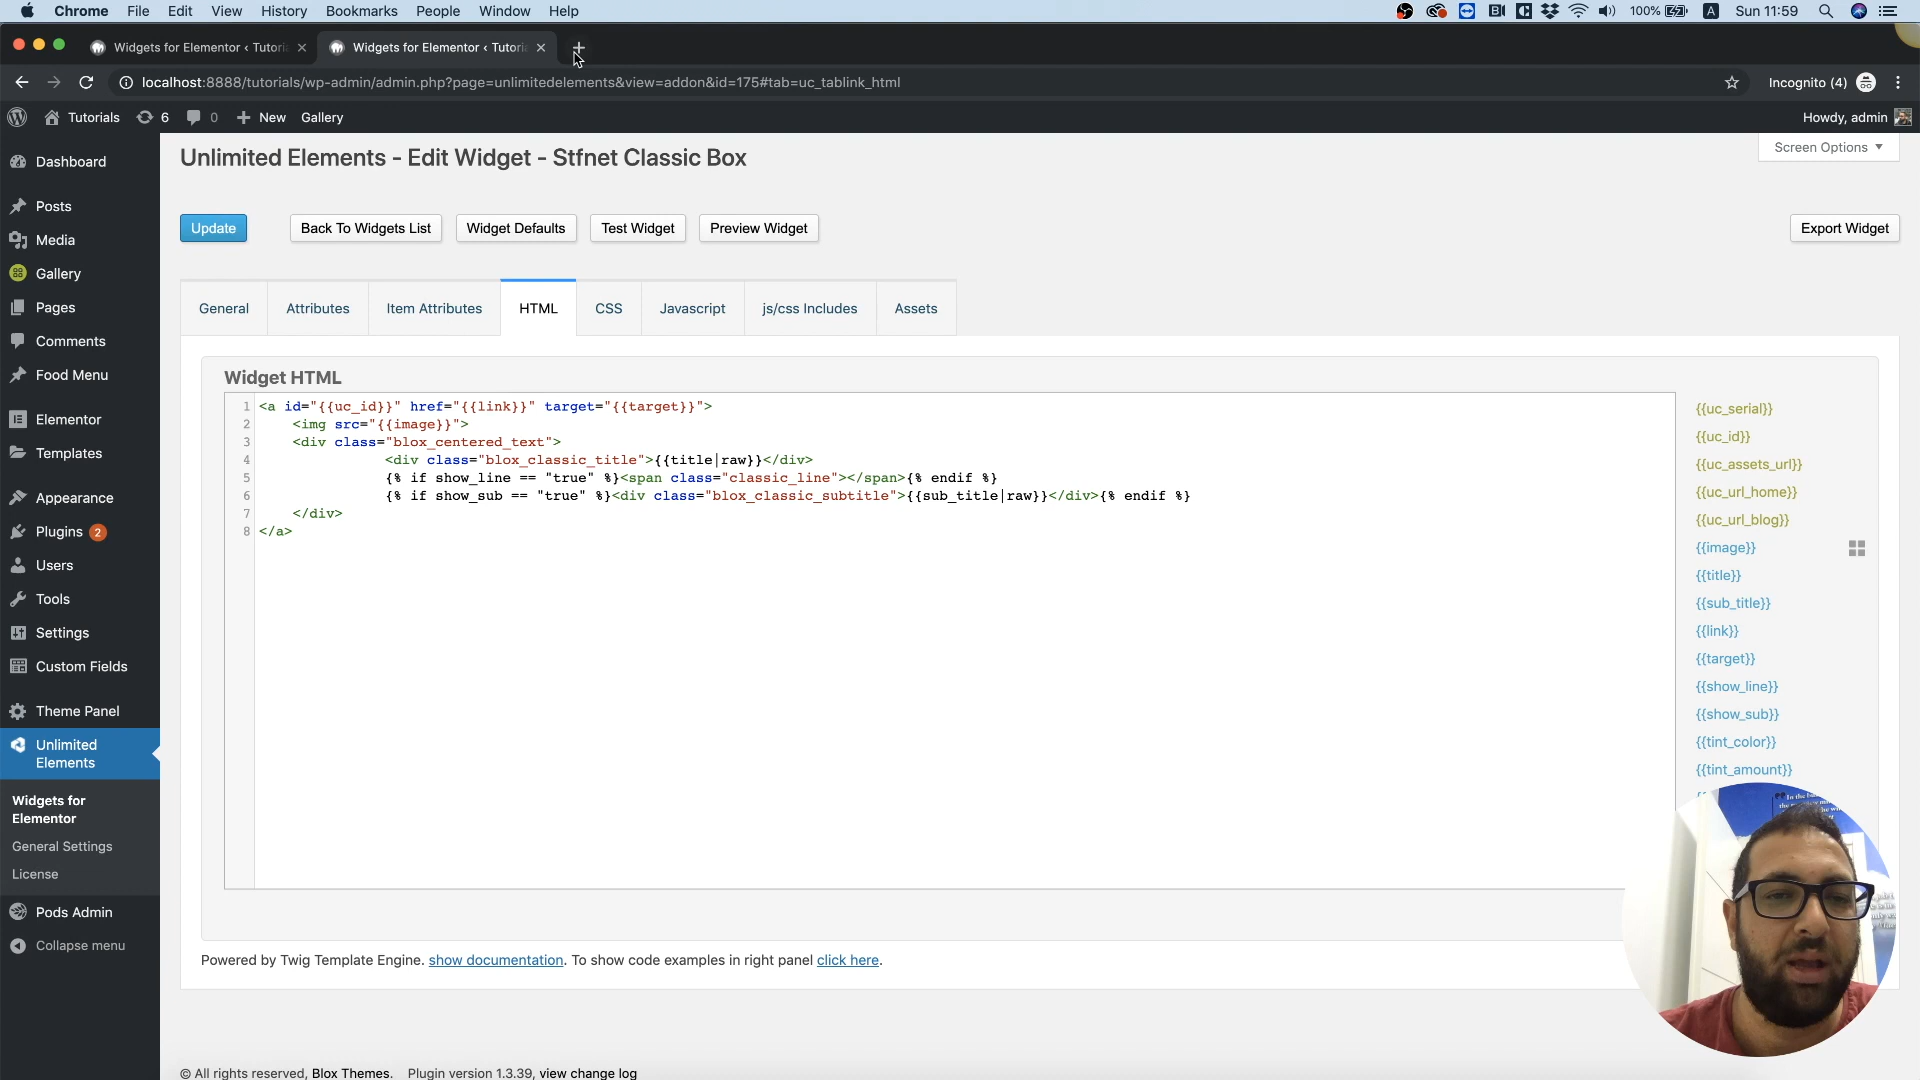 Chrome File Edit View History Bookmarks People Window Help 100% A Sun 11:59
Widgets for Elementor ‹ Tutori
Widgets for Elementor ‹ Tutori
localhost:8888/tutorials/wp-admin/admin.php?page=unlimitedelements&view=addon&id=175#tab=uc_tablink_html
Incognito (4)
Tutorials 6 0 New Gallery
Howdy, admin
Dashboard
Posts
Media
Gallery
Pages
Comments
Food Menu
Elementor
Templates
Appearance
Plugins 2
Users
Tools
Settings
Custom Fields
Theme Panel
Unlimited
Elements
Widgets for
Elementor
General Settings
License
Pods Admin
Collapse menu
Unlimited Elements - Edit Widget - Stfnet Classic Box
Screen Options
Update Back To Widgets List Widget Defaults Test Widget Preview Widget Export Widget
General Attributes Item Attributes HTML CSS Javascript js/css Includes Assets
Widget HTML
1 <a id="{{uc_id}}" href="{{link}}" target="{{target}}">
2 <img src="{{image}}">
3 <div class="blox_centered_text">
4 <div class="blox_classic_title">{{title|raw}}</div>
5 {% if show_line == "true" %}<span class="classic_line"></span>{% endif %}
6 {% if show_sub == "true" %}<div class="blox_classic_subtitle">{{sub_title|raw}}</div>{% endif %}
7 </div>
8 </a>
{{uc_serial}}
{{uc_id}}
{{uc_assets_url}}
{{uc_url_home}}
{{uc_url_blog}}
{{image}}
{{title}}
{{sub_title}}
{{link}}
{{target}}
{{show_line}}
{{show_sub}}
{{tint_color}}
{{tint_amount}}
Powered by Twig Template Engine. show documentation. To show code examples in right panel click here.
© All rights reserved, Blox Themes. Plugin version 1.3.39, view change log